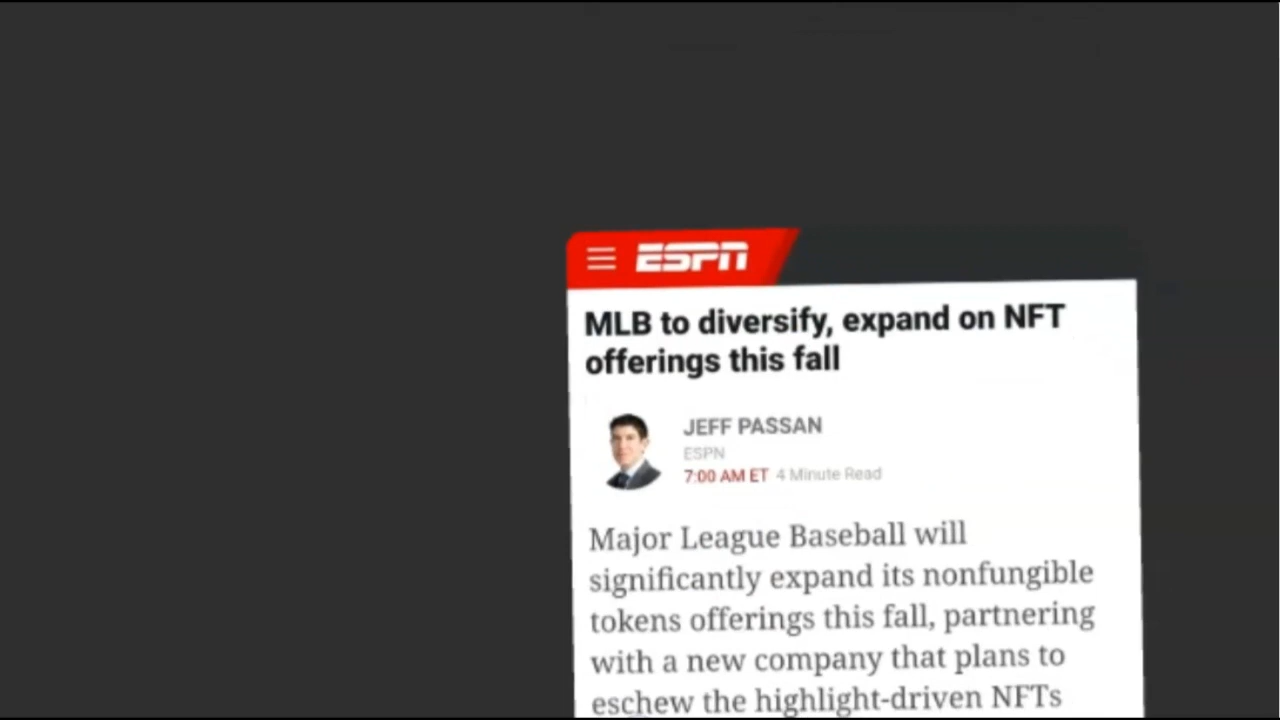 ESPN
MLB to diversify, expand on NFT
offerings this fall
JEFF PASSAN
ESPN
7:00 AM ET 4 Minute Read
Major League Baseball will
significantly expand its nonfungible
tokens offerings this fall, partnering
with a new company that plans to
eschew the highlight-driven NFTs